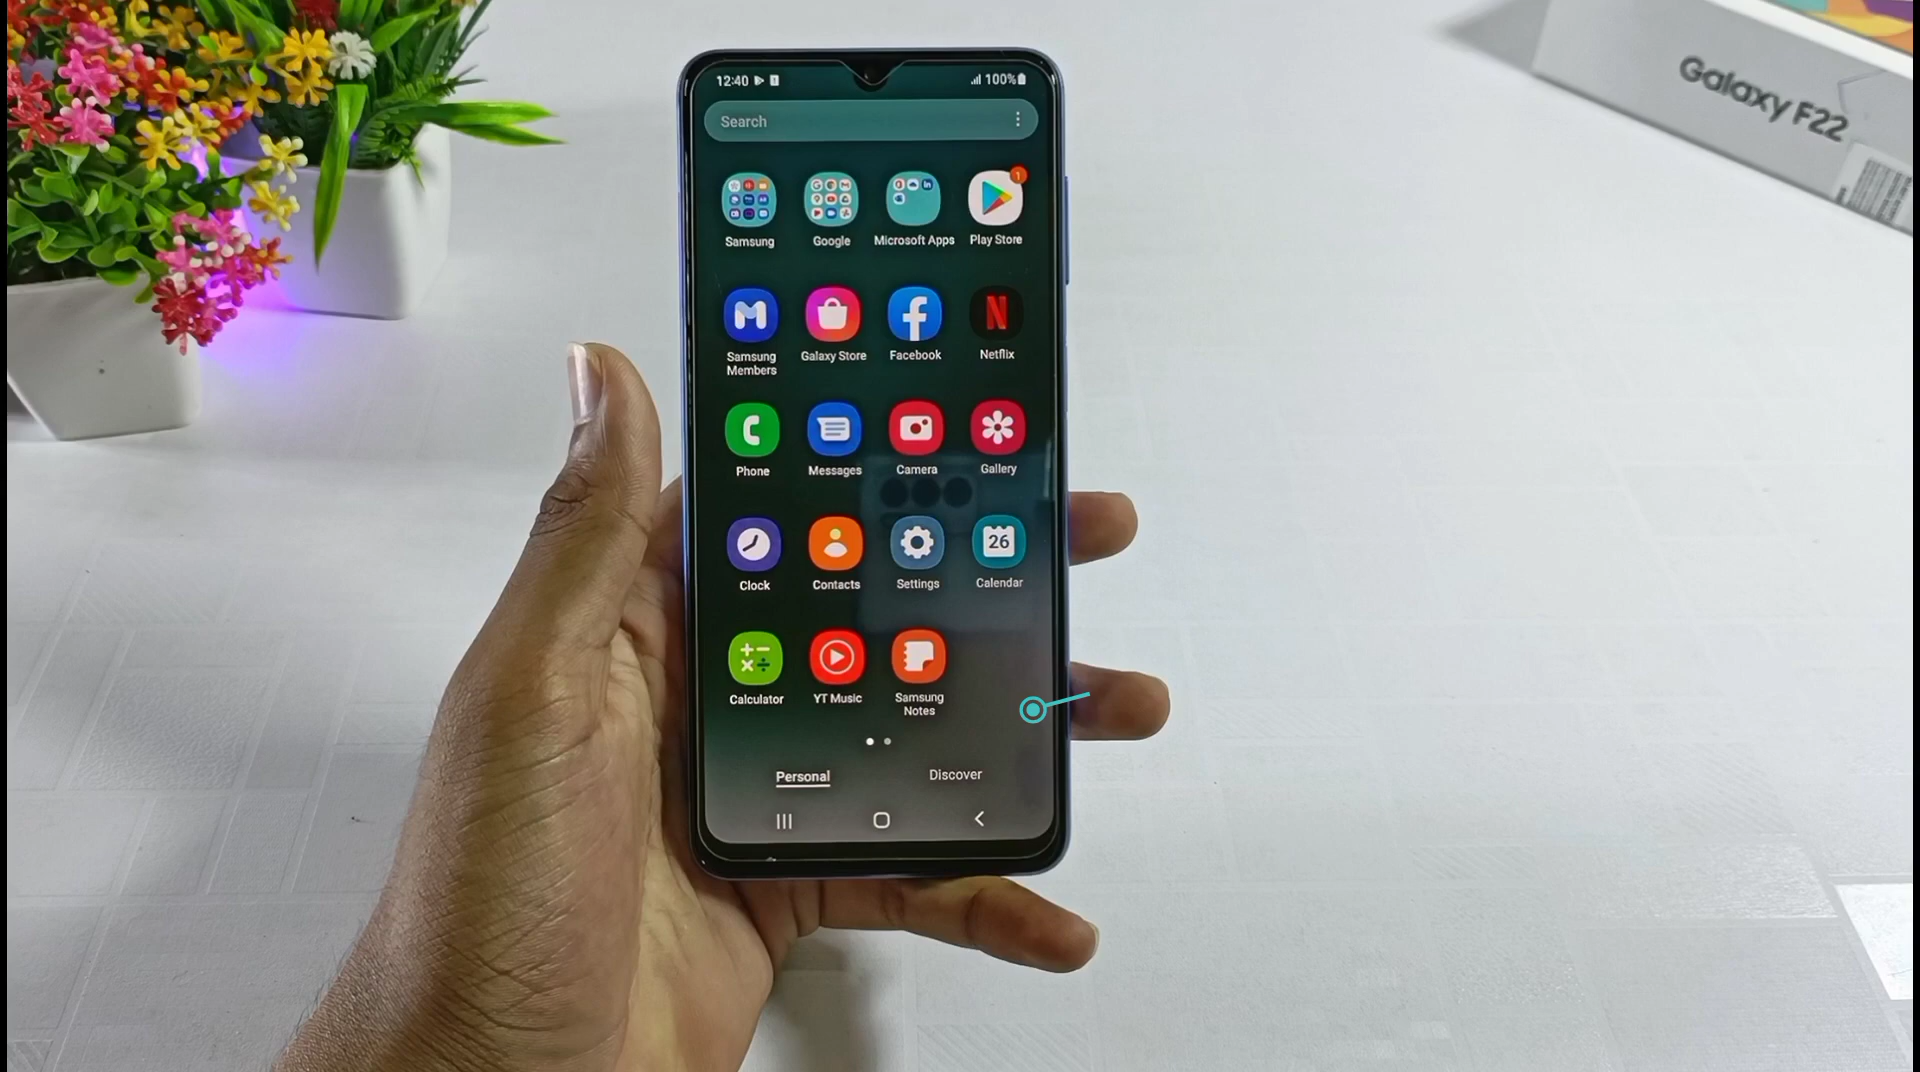 12:40
100%
Search
Samsung
Google
Microsoft Apps
Play Store
1
Samsung
Members
Galaxy Store
Facebook
Netflix
Phone
Messages
Camera
Gallery
Clock
Contacts
Settings
26
Calendar
Calculator
YT Music
Samsung
Notes
Personal
Discover
Galaxy F22